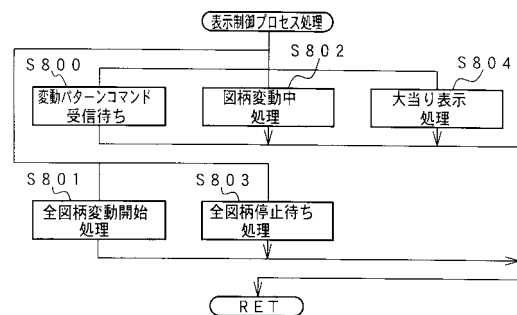 表示制御プロセス処理
S800
変動パターンコマンド
受信待ち
S802
図柄変動中
処理
S804
大当り表示
処理
S801
全図柄変動開始
処理
S803
全図柄停止待ち
処理
RET